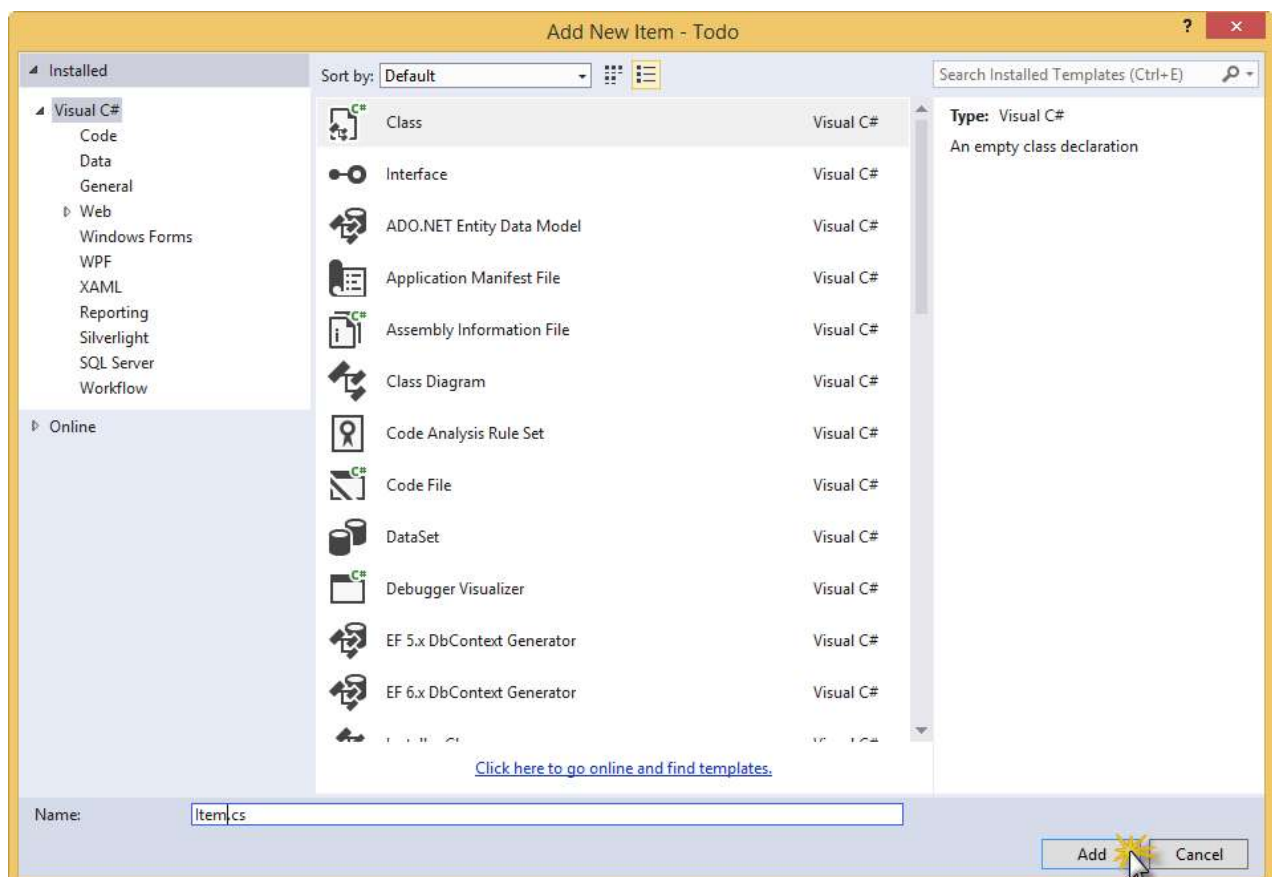 Add New Item - Todo
?
Installed
Sort by: Default
Search Installed Templates (Ctrl+E)
Visual C#
Code
Data
General
Web
Windows Forms
WPF
XAML
Reporting
Silverlight
SQL Server
Workflow
Online
Class Visual C#
Interface Visual C#
ADO.NET Entity Data Model Visual C#
Application Manifest File Visual C#
Assembly Information File Visual C#
Class Diagram Visual C#
Code Analysis Rule Set Visual C#
Code File Visual C#
DataSet Visual C#
Debugger Visualizer Visual C#
EF 5.x DbContext Generator Visual C#
EF 6.x DbContext Generator Visual C#
Click here to go online and find templates.
Type: Visual C#
An empty class declaration
Name: Item.cs
Add Cancel